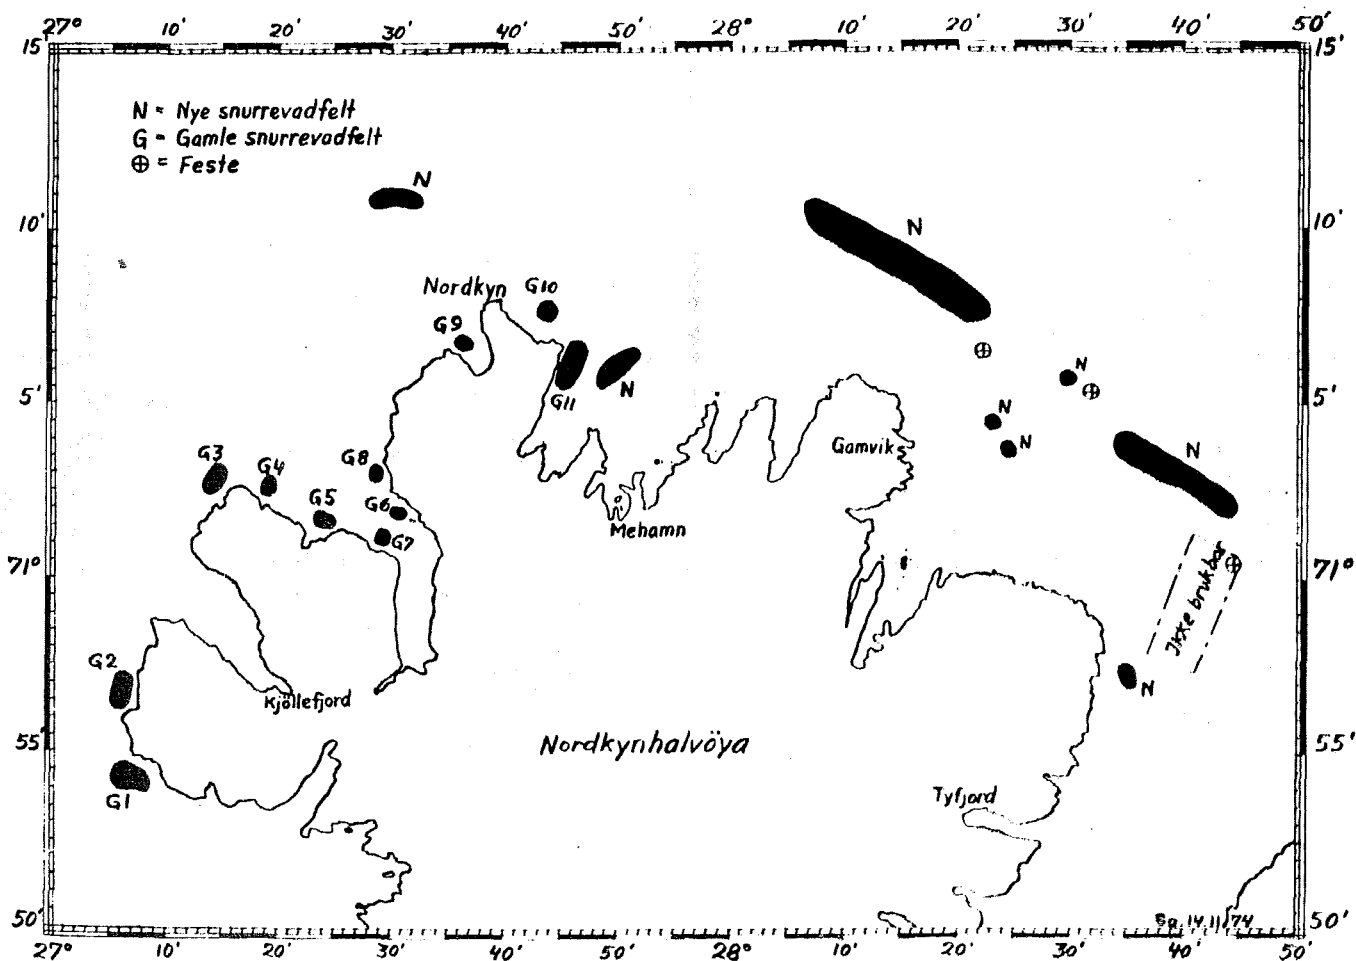 27° 10' 20' 30' 40' 50' 28° 10' 20' 30' 40' 50'
15' 15'
N = Nye snurrevadfelt
G = Gamle snurrevadfelt
⊕ = Feste
N
10' N 10'
Nordkyn G10
G9
N
5' G11 N 5'
N
Gamvik N N
G3 G4 G8
G5 G6
Mehamn
G7
71° Ikke brukbar 71°
G2
Kjöllefjord N
55' Nordkynhalvöya 55'
G1 Tyfjord
50' Sa. 14.11.74 50'
27° 10' 20' 30' 40' 50' 28° 10' 20' 30' 40' 50'